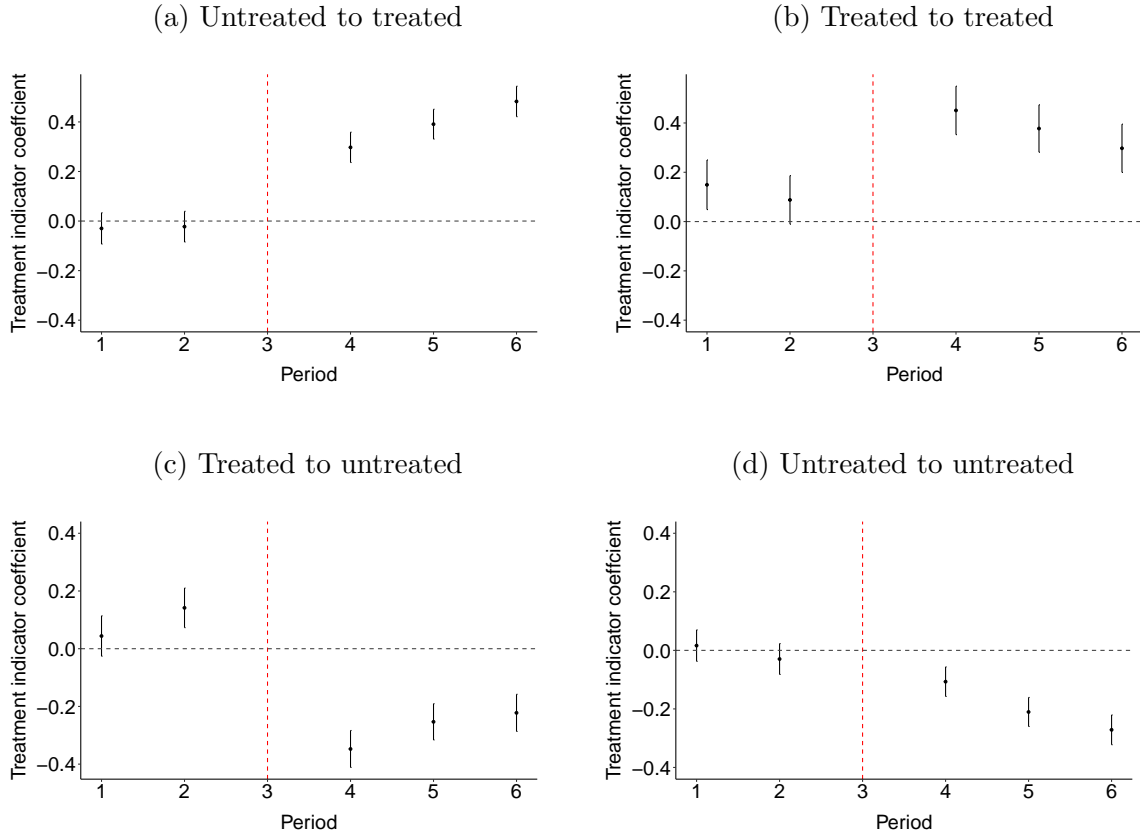 (a) Untreated to treated
Treatment indicator coeffcient
0.4
0.2
0.0
−0.2
−0.4
1 2 3 4 5 6
Period
(b) Treated to treated
Treatment indicator coeffcient
0.4
0.2
0.0
−0.2
−0.4
1 2 3 4 5 6
Period
(c) Treated to untreated
Treatment indicator coeffcient
0.4
0.2
0.0
−0.2
−0.4
1 2 3 4 5 6
Period
(d) Untreated to untreated
Treatment indicator coeffcient
0.4
0.2
0.0
−0.2
−0.4
1 2 3 4 5 6
Period